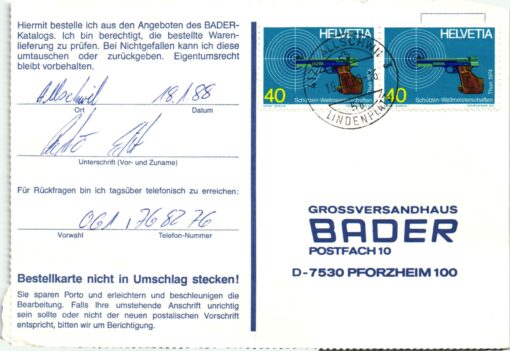 Hiermit bestelle ich aus den Angeboten des BADER-
Katalogs. Ich bin berechtigt, die bestellte Waren-
lieferung zu prüfen. Bei Nichtgefallen kann ich diese
umtauschen oder zurückgeben. Eigentumsrecht
bleibt vorbehalten.
Allschwil 18.1.88
Ort Datum
Unterschrift (Vor- und Zuname)
Für Rückfragen bin ich tagsüber telefonisch zu erreichen:
061 , 76 82 76
Vorwahl Telefon-Nummer
Bestellkarte nicht in Umschlag stecken!
Sie sparen Porto und erleichtern und beschleunigen die
Bearbeitung. Falls Ihre umstehende Anschrift unrichtig
sein sollte oder nicht der neuen postalischen Vorschrift
entspricht, bitten wir um Berichtigung.
HELVETIA
40
Schützen-Weltmeisterschaften
HELVETIA
40
Schützen-Weltmeisterschaften
Thun 1974
ALLSCHWIL 3
LINDENPLATZ
GROSSVERSANDHAUS
BADER
POSTFACH 10
D-7530 PFORZHEIM 100